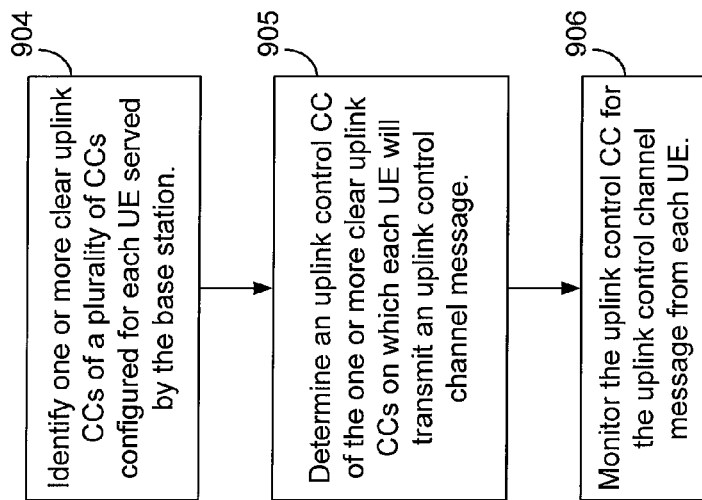 904
Identify one or more clear uplink
CCs of a plurality of CCs
configured for each UE served
by the base station.
905
Determine an uplink control CC
of the one or more clear uplink
CCs on which each UE will
transmit an uplink control
channel message.
906
Monitor the uplink control CC for
the uplink control channel
message from each UE.